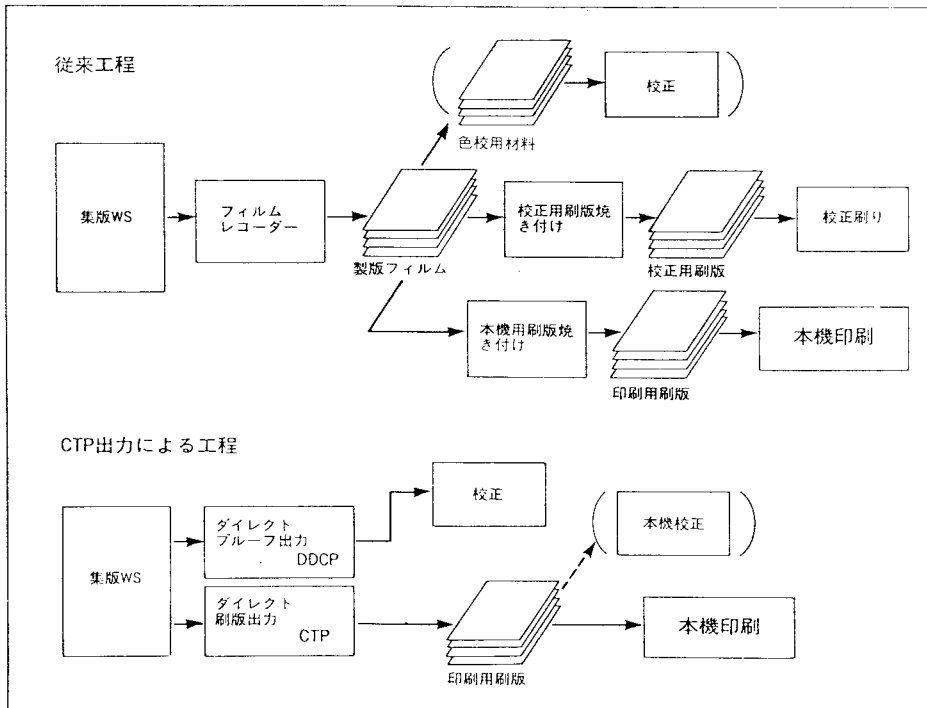 従来工程
校正
色校用材料
集版WS
フィルム
レコーダー
製版フィルム
校正用刷版焼
き付け
校正用刷版
校正刷り
本機用刷版焼
き付け
印刷用刷版
本機印刷
CTP出力による工程
集版WS
ダイレクト
プルーフ出力
DDCP
校正
ダイレクト
刷版出力
CTP
印刷用刷版
本機校正
本機印刷